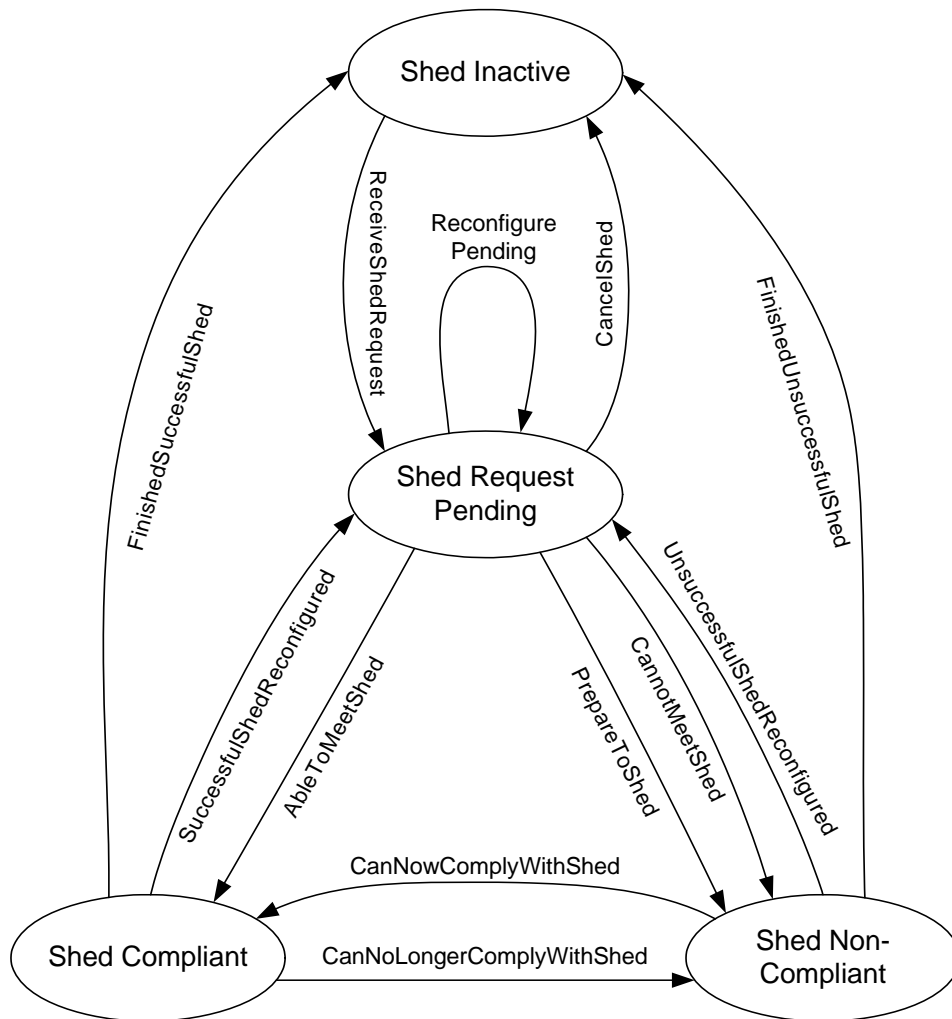 Shed Inactive
ReceiveShedRequest
Reconfigure
Pending
CancelShed
FinishedSuccessfulShed
FinishedUnsuccessfulShed
Shed Request
Pending
SuccessfulShedReconfigured
AbleToMeetShed
PrepareToShed
CannotMeetShed
UnsuccessfulShedReconfigured
CanNowComplyWithShed
Shed Compliant
CanNoLongerComplyWithShed
Shed Non-
Compliant